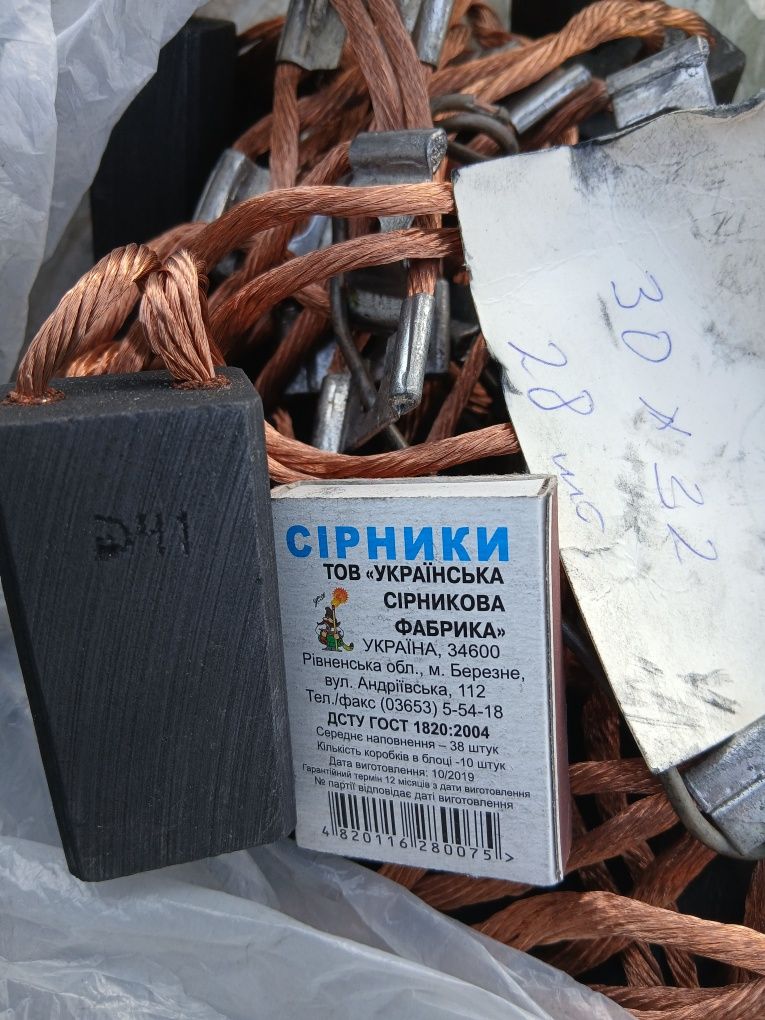 30 * 32
28 шт
Э41
СІРНИКИ
ТОВ «УКРАЇНСЬКА
СІРНИКОВА
ФАБРИКА»
УКРАЇНА, 34600
Рівненська обл., м. Березне,
вул. Андріївська, 112
Тел./факс (03653) 5-54-18
ДСТУ ГОСТ 1820:2004
Середнє наповнення – 38 штук
Кількість коробків в блоці -10 штук
Дата виготовлення: 10/2019
Гарантійний термін 12 місяців з дати виготовлення
№ партії відповідає даті виготовлення
4 820116 280075 >